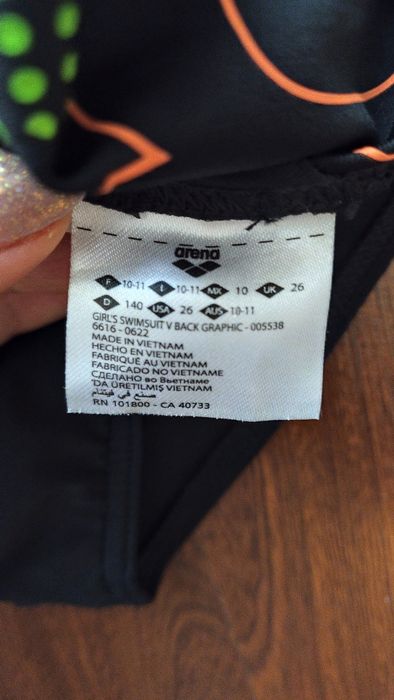 arena
F 10-11 I 10-11 MX 10 UK 26
D 140 USA 26 AUS 10-11
GIRL'S SWIMSUIT V BACK GRAPHIC - 005538
6616 - 0622
MADE IN VIETNAM
HECHO EN VIETNAM
FABRIQUÉ AU VIETNAM
FABRICADO NO VIETNAME
СДЕЛАНО во Вьетнаме
'DA ÜRETİLMİŞ VIETNAM
صنع في فيتنام
RN 101800 - CA 40733